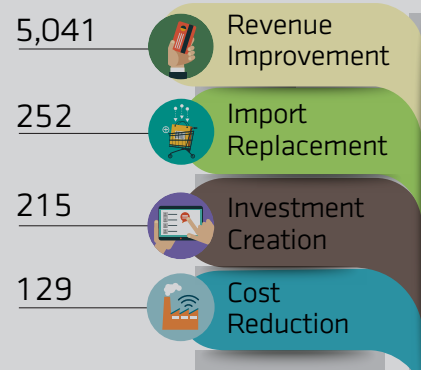 5,041
Revenue
Improvement
252
Import
Replacement
215
Investment
Creation
129
Cost
Reduction